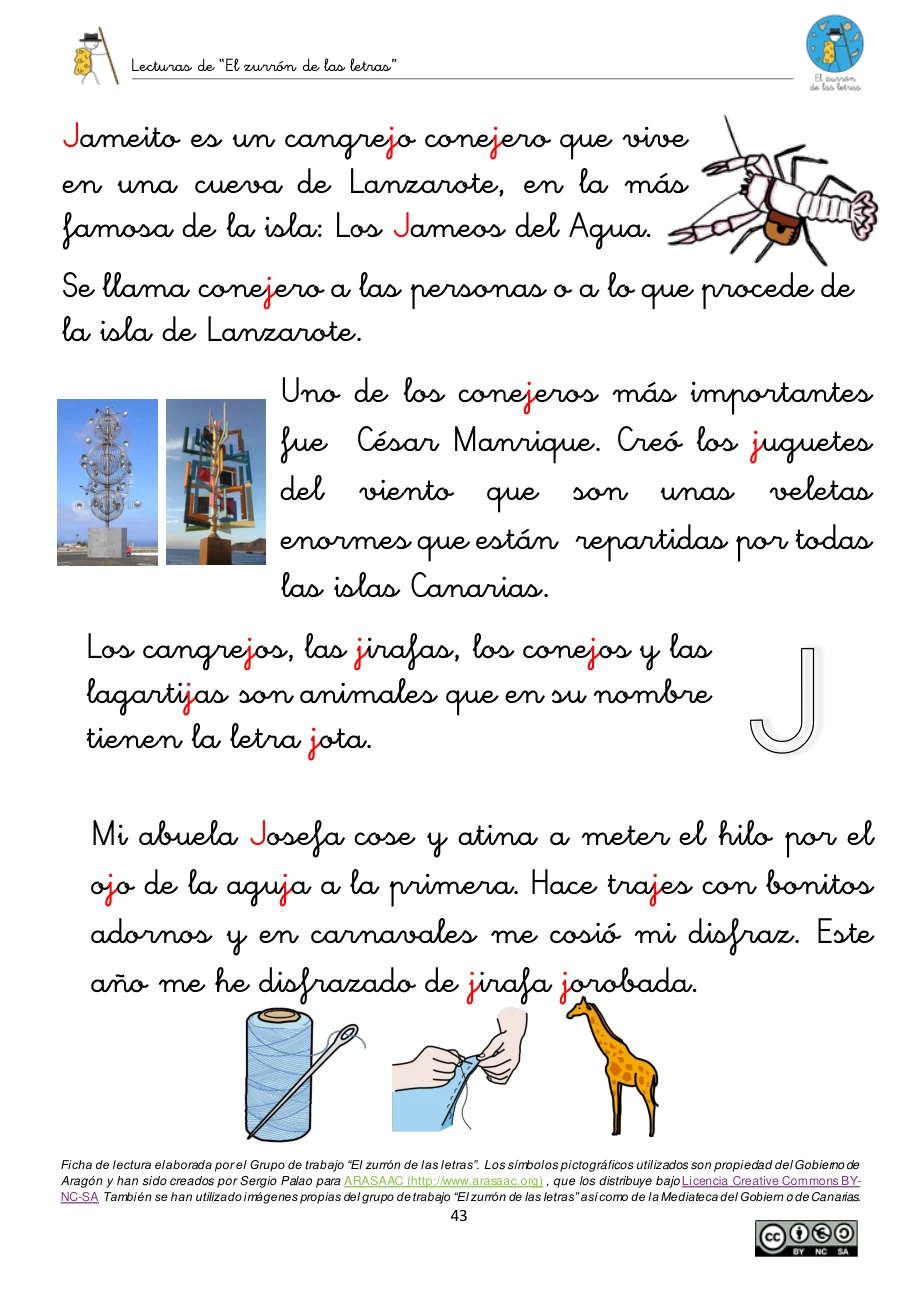 Lecturas de "El zurrón de las letras"
El zurrón
de las letras
Jameito es un cangrejo conejero que vive
en una cueva de Lanzarote, en la más
famosa de la isla: Los Jameos del Agua.
Se llama conejero a las personas o a lo que procede de
la isla de Lanzarote.
Uno de los conejeros más importantes
fue César Manrique. Creó los juguetes
del viento que son unas veletas
enormes que están repartidas por todas
las islas Canarias.
Los cangrejos, las jirafas, los conejos y las
lagartijas son animales que en su nombre
tienen la letra jota.
J
Mi abuela Josefa cose y atina a meter el hilo por el
ojo de la aguja a la primera. Hace trajes con bonitos
adornos y en carnavales me cosió mi disfraz. Este
año me he disfrazado de jirafa jorobada.
Ficha de lectura elaborada por el Grupo de trabajo “El zurrón de las letras”. Los símbolos pictográficos utilizados son propiedad del Gobierno de
Aragón y han sido creados por Sergio Palao para ARASAAC (http://www.arasaac.org) , que los distribuye bajo Licencia Creative Commons BY-
NC-SA También se han utilizado imágenes propias del grupo de trabajo “El zurrón de las letras” así como de la Mediateca del Gobierno de Canarias.
43
cc
BY NC SA